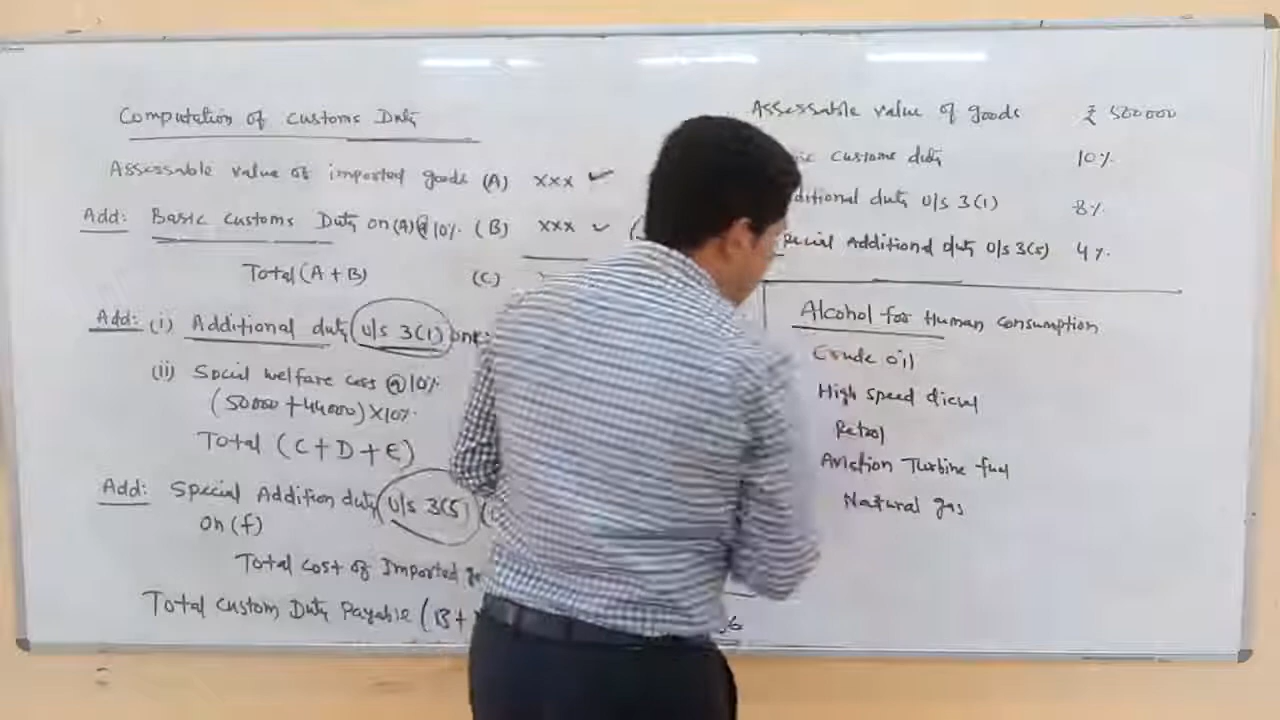 Computation of customs Duty
Assessable value of imported goods (A) xxx
Add: Basic customs Duty on (A) @ 10% (B) xxx
Total (A + B) (C)
Add: (i) Additional duty U/s 3(1) on
(ii) Social welfare cess @ 10%
(50000 + 44000) x 10%
Total (C + D + E)
Add: Special Addition duty U/s 3(5)
on (f)
Total cost of Imported
Total Custom Duty Payable (B +
Assessable value of goods ₹ 500000
customs duty 10%
ditional duty U/s 3(1) 8%
pecial Additional duty U/s 3(5) 4%
Alcohol for Human Consumption
Crude oil
High speed diesel
Petrol
Aviation Turbine fuel
Natural gas